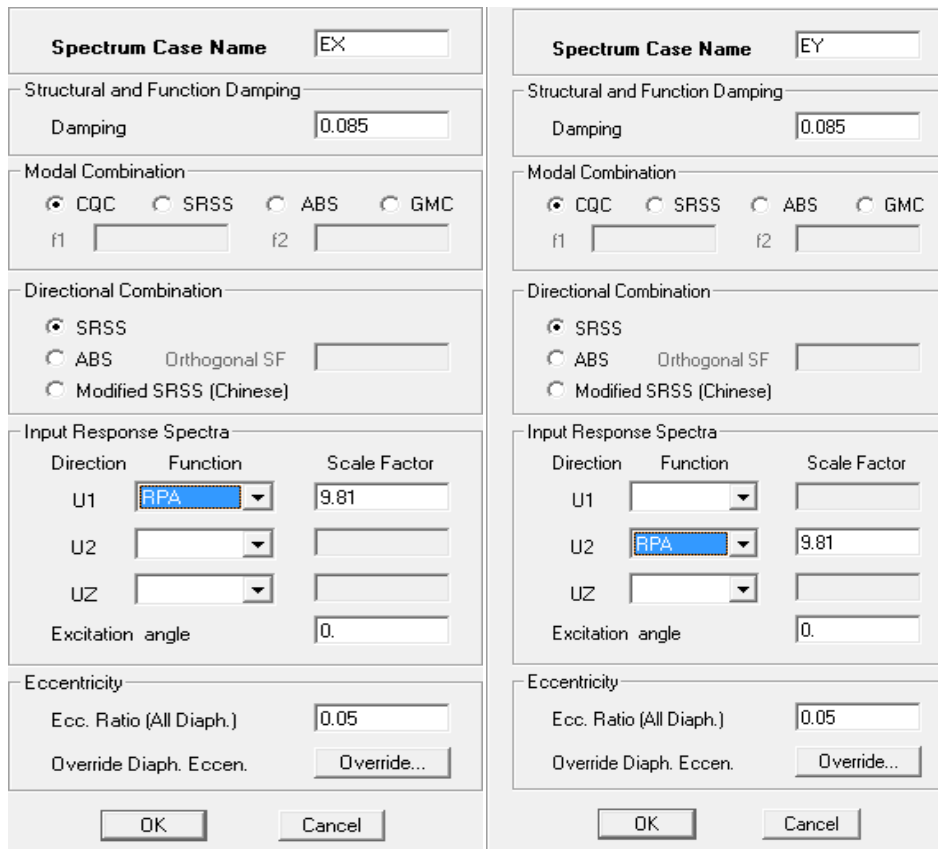 Spectrum Case Name EX
Structural and Function Damping
Damping 0.085
Modal Combination
CQC SRSS ABS GMC
f1 f2
Directional Combination
SRSS
ABS Orthogonal SF
Modified SRSS (Chinese)
Input Response Spectra
Direction Function Scale Factor
U1 RPA 9.81
U2
UZ
Excitation angle 0.
Eccentricity
Ecc. Ratio (All Diaph.) 0.05
Override Diaph. Eccen. Override...
OK Cancel
Spectrum Case Name EY
Structural and Function Damping
Damping 0.085
Modal Combination
CQC SRSS ABS GMC
f1 f2
Directional Combination
SRSS
ABS Orthogonal SF
Modified SRSS (Chinese)
Input Response Spectra
Direction Function Scale Factor
U1
U2 RPA 9.81
UZ
Excitation angle 0.
Eccentricity
Ecc. Ratio (All Diaph.) 0.05
Override Diaph. Eccen. Override...
OK Cancel